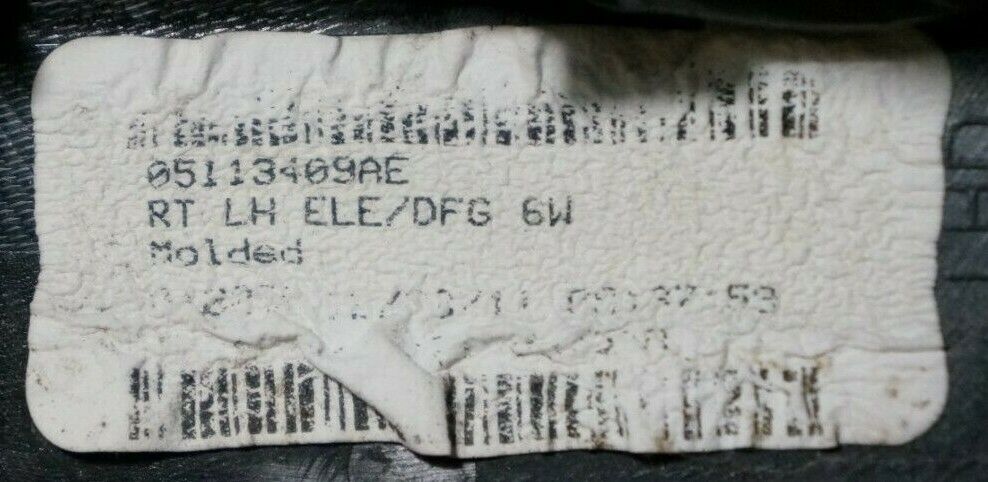 05113409AE
RT LH ELE/DFG 6W
Molded